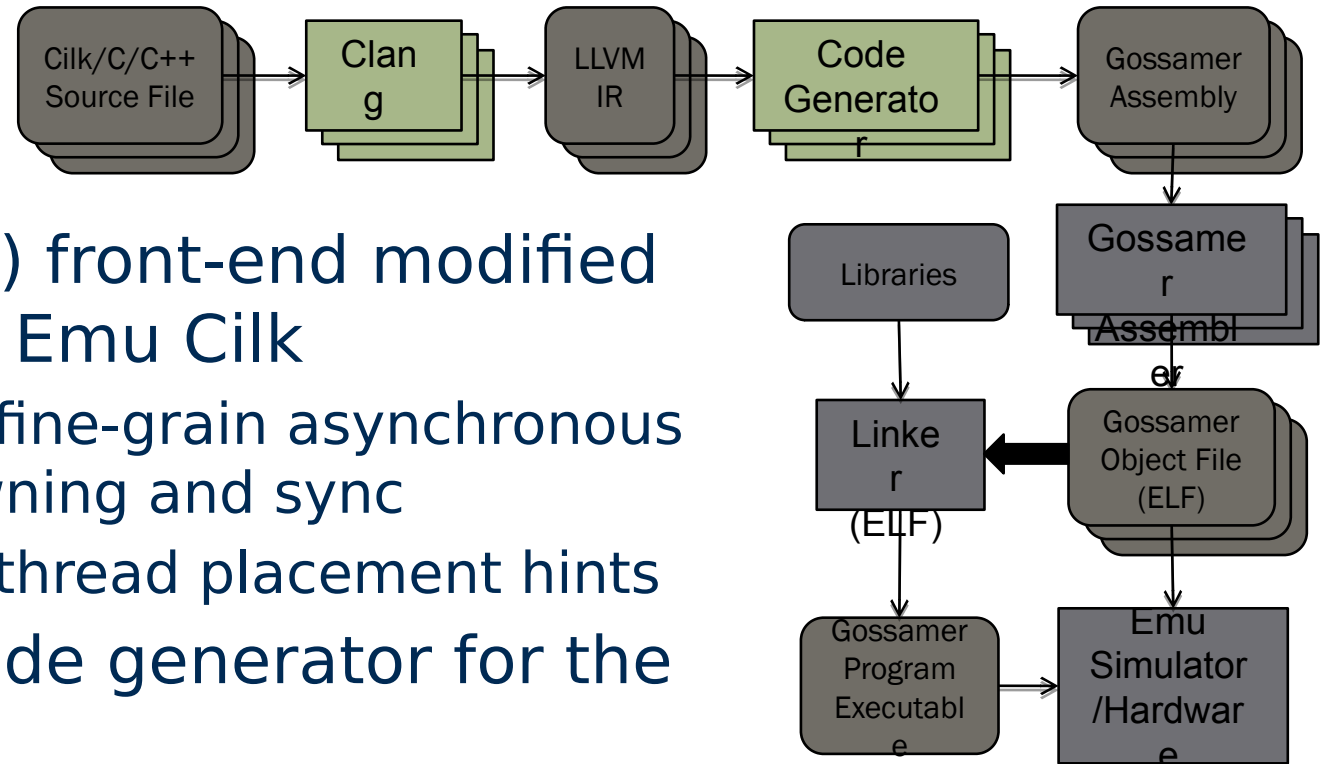 Cilk/C/C++
Source File
Clan
g
LLVM
IR
Code
Generato
r
Gossamer
Assembly
) front-end modified
Emu Cilk
fine-grain asynchronous
ning and sync
thread placement hints
de generator for the
Libraries
Gossame
r
Assembl
er
Linke
r
(ELF)
Gossamer
Object File
(ELF)
Gossamer
Program
Executabl
e
Emu
Simulator
/Hardwar
e